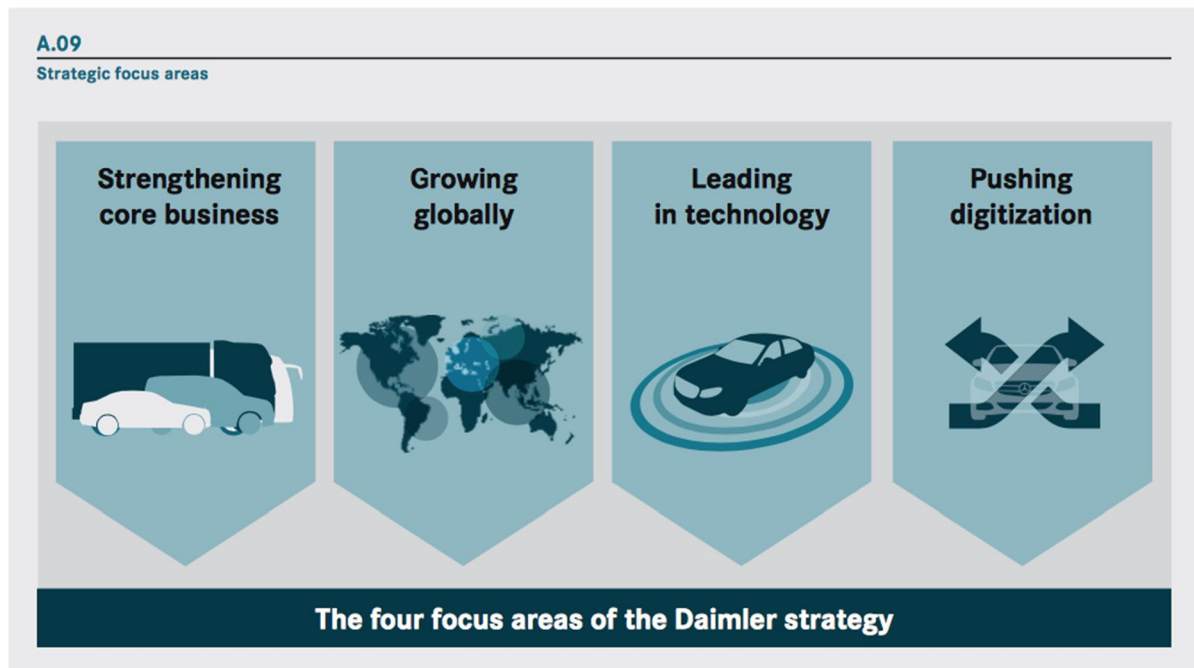 A.09
Strategic focus areas
Strengthening
core business
Growing
globally
Leading
in technology
Pushing
digitization
The four focus areas of the Daimler strategy